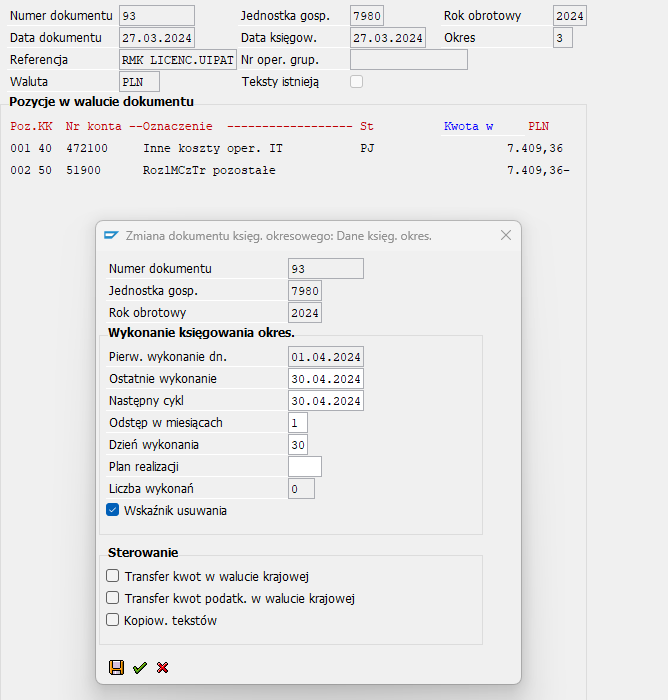 Numer dokumentu 93 Jednostka gosp. 7980 Rok obrotowy 2024
Data dokumentu 27.03.2024 Data księgow. 27.03.2024 Okres 3
Referencja RMK LICENC.UIPAT Nr oper. grup.
Waluta PLN Teksty istnieją
Pozycje w walucie dokumentu
Poz.KK Nr konta --Oznaczenie ------------------ St Kwota w PLN
001 40 472100 Inne koszty oper. IT PJ 7.409,36
002 50 51900 RozlMCzTr pozostałe 7.409,36-
Zmiana dokumentu księg. okresowego: Dane księg. okres.
Numer dokumentu 93
Jednostka gosp. 7980
Rok obrotowy 2024
Wykonanie księgowania okres.
Pierw. wykonanie dn. 01.04.2024
Ostatnie wykonanie 30.04.2024
Następny cykl 30.04.2024
Odstęp w miesiącach 1
Dzień wykonania 30
Plan realizacji
Liczba wykonań 0
Wskaźnik usuwania
Sterowanie
Transfer kwot w walucie krajowej
Transfer kwot podatk. w walucie krajowej
Kopiow. tekstów